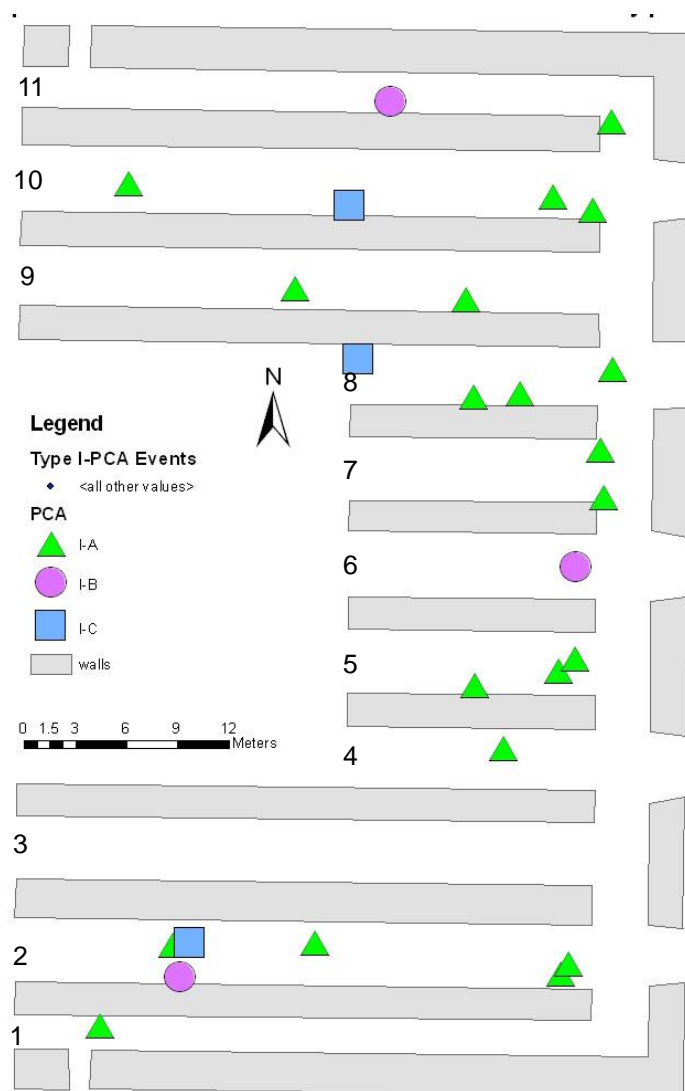 11
10
9
8
N
Legend
Type I-PCA Events
<all other values>
PCA
I-A
I-B
I-C
walls
7
6
5
0 1.5 3 6 9 12
Meters
4
3
2
1